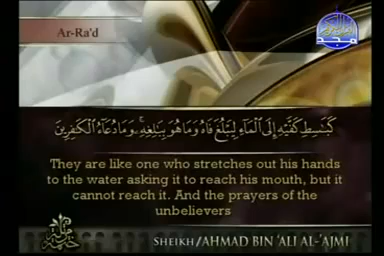 Ar-Ra'd
كَبَٰسِطِ كَفَّيْهِ إِلَى ٱلْمَآءِ لِيَبْلُغَ فَاهُ وَمَا هُوَ بِبَٰلِغِهِۦ ۚ وَمَا دُعَآءُ ٱلْكَٰفِرِينَ
They are like one who stretches out his hands
to the water asking it to reach his mouth, but it
cannot reach it. And the prayers of the
unbelievers
SHEIKH/AHMAD BIN 'ALI AL-'AJMI